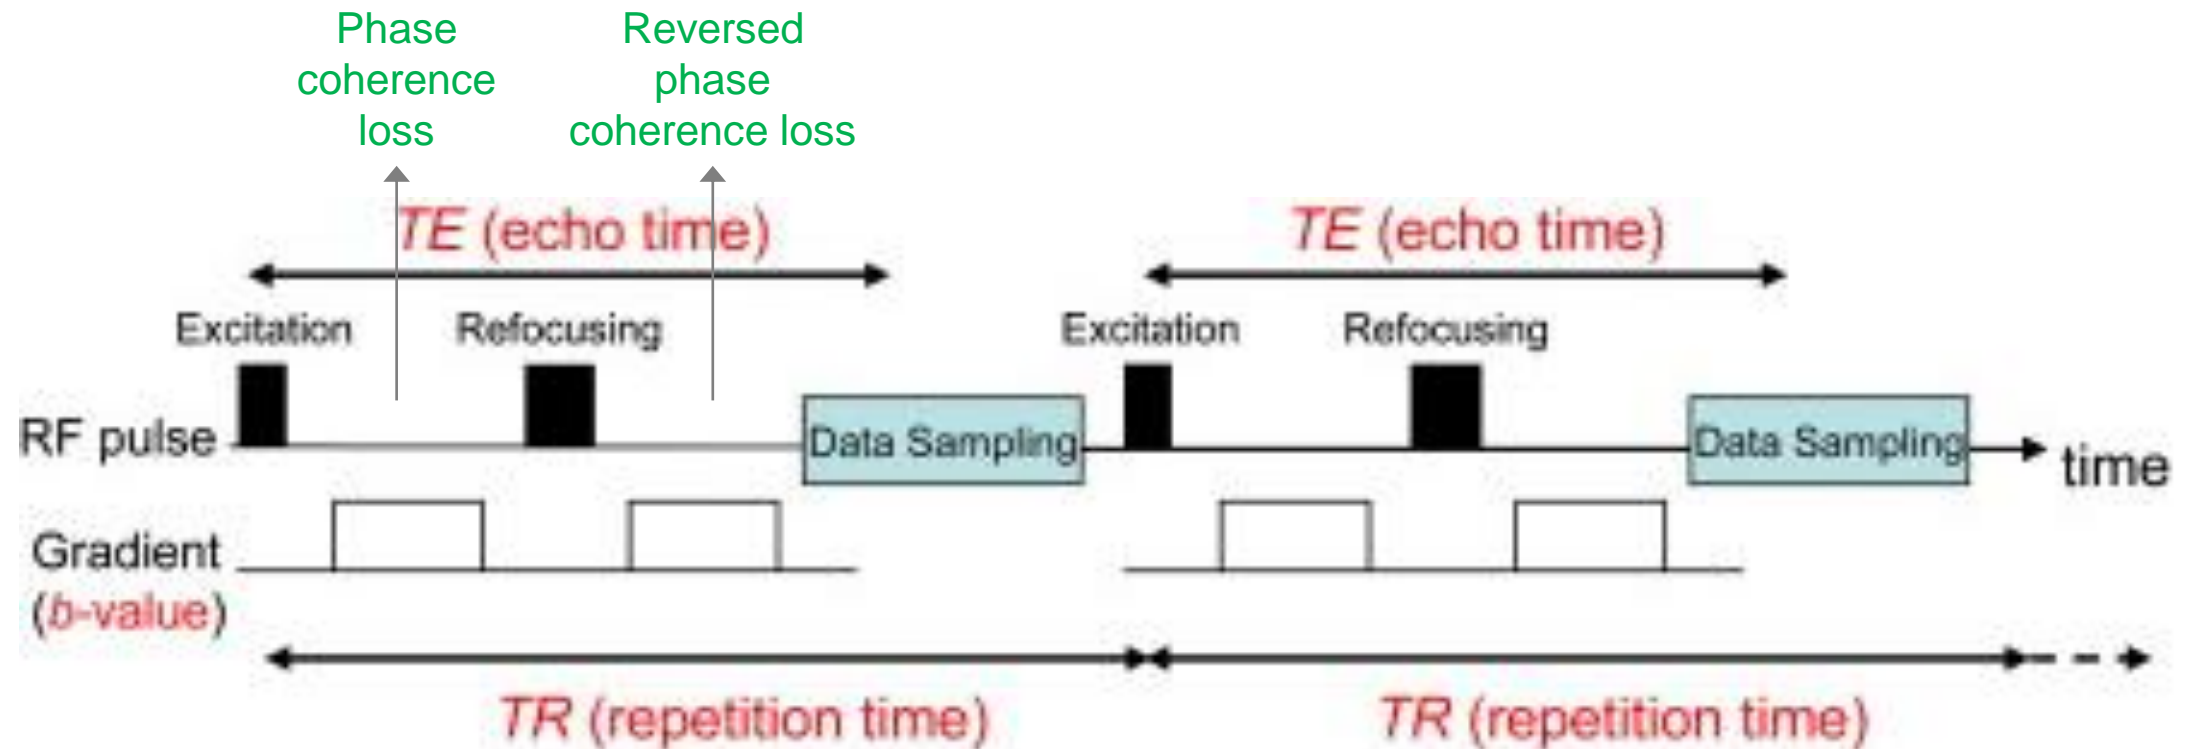 Phase
coherence
loss
Reversed
phase
coherence loss
TE (echo time)
TE (echo time)
Excitation
Refocusing
Excitation
Refocusing
RF pulse
Data Sampling
Data Sampling
time
Gradient
(b-value)
TR (repetition time)
TR (repetition time)